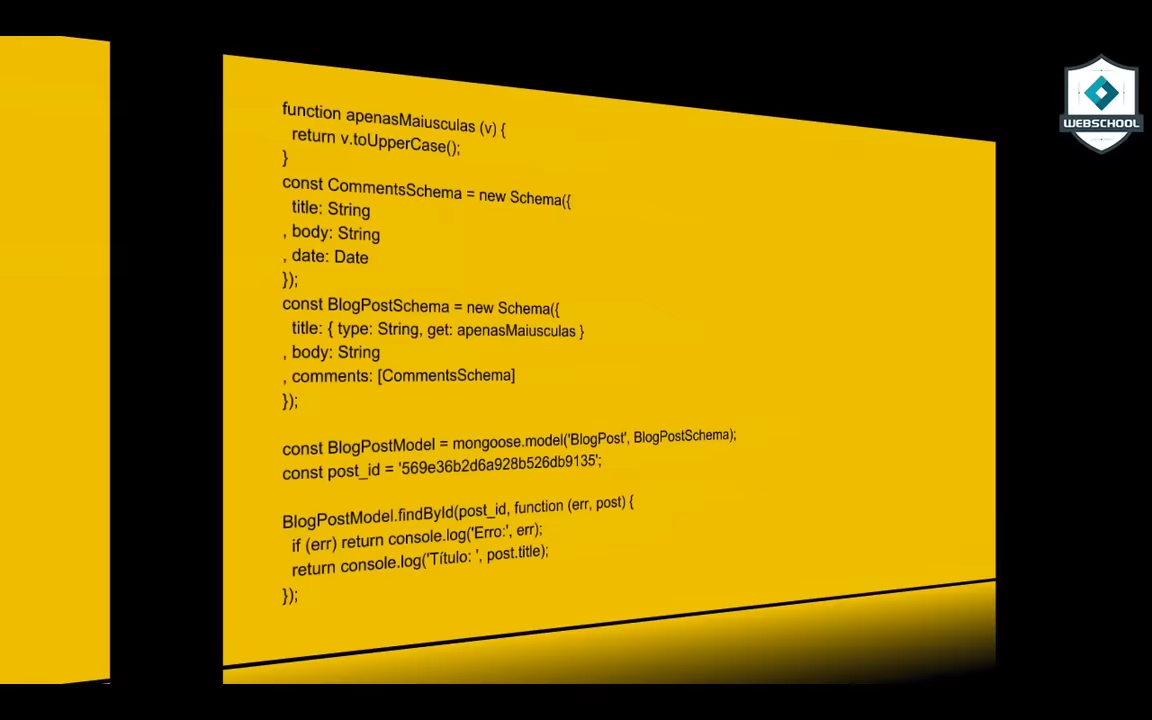 function apenasMaiusculas (v) {
return v.toUpperCase();
}
const CommentsSchema = new Schema({
title: String
, body: String
, date: Date
});
const BlogPostSchema = new Schema({
title: { type: String, get: apenasMaiusculas }
, body: String
, comments: [CommentsSchema]
});
const BlogPostModel = mongoose.model('BlogPost', BlogPostSchema);
const post_id = '569e36b2d6a928b526db9135';
BlogPostModel.findById(post_id, function (err, post) {
if (err) return console.log('Erro:', err);
return console.log('Título: ', post.title);
});
WEBSCHOOL